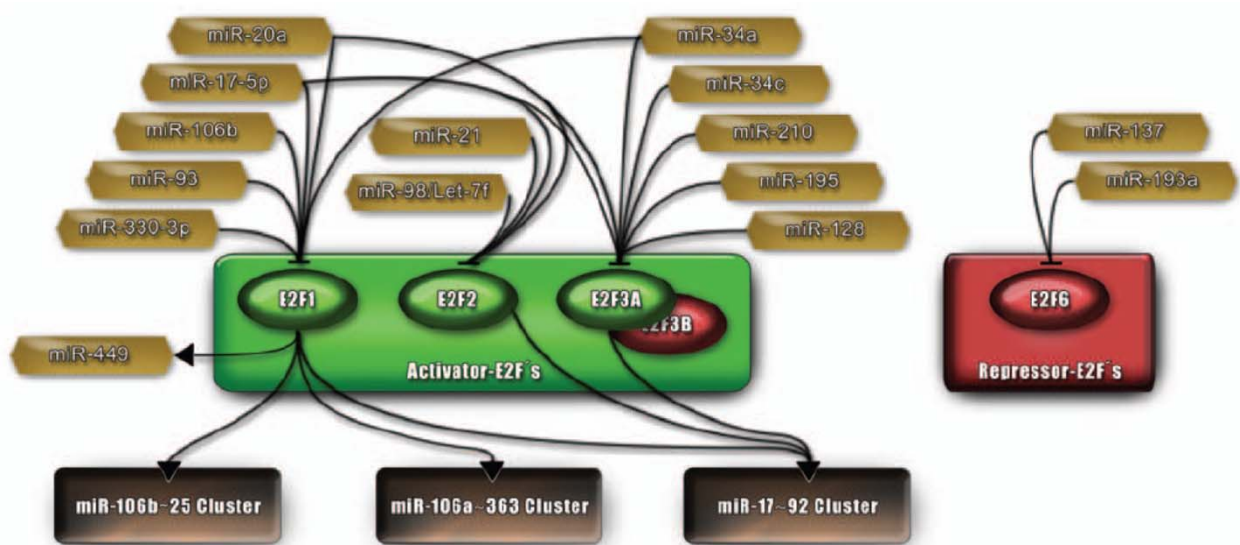 miR-20a
miR-34a
miR-17-5p
miR-34c
miR-106b
miR-21
miR-210
miR-137
miR-93
miR-98/Let-7f
miR-195
miR-193a
miR-330-3p
miR-128
E2F1
E2F2
E2F3A
E2F3B
E2F6
miR-449
Activator-E2F´s
Repressor-E2F´s
miR-106b~25 Cluster
miR-106a~363 Cluster
miR-17~92 Cluster